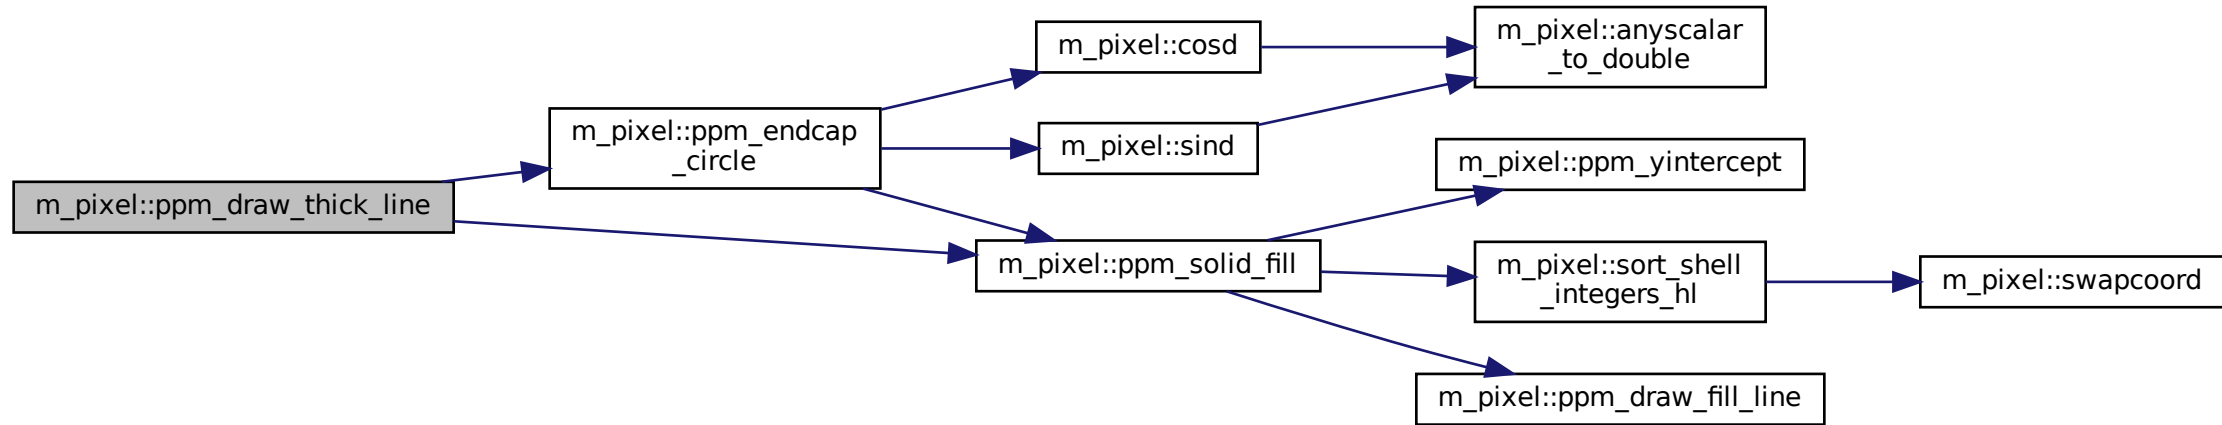 m_pixel::ppm_draw_thick_line
m_pixel::ppm_endcap
_circle
m_pixel::cosd
m_pixel::sind
m_pixel::ppm_solid_fill
m_pixel::anyscalar
_to_double
m_pixel::ppm_yintercept
m_pixel::sort_shell
_integers_hl
m_pixel::ppm_draw_fill_line
m_pixel::swapcoord